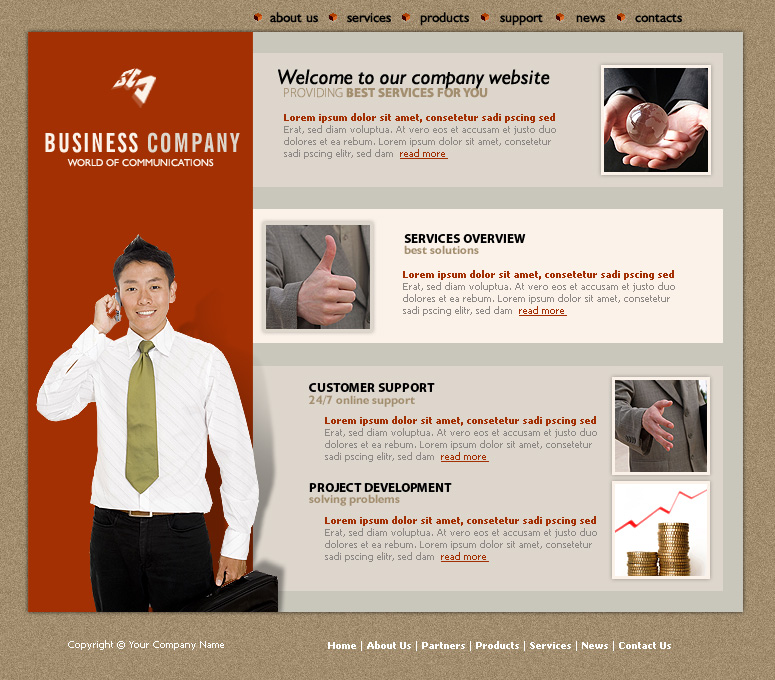 about us services products support news contacts
BUSINESS COMPANY
WORLD OF COMMUNICATIONS
Welcome to our company website
PROVIDING BEST SERVICES FOR YOU
Lorem ipsum dolor sit amet, consetetur sadi pscing sed
Erat, sed diam voluptua. At vero eos et accusam et justo duo
dolores et ea rebum. Lorem ipsum dolor sit amet, consetetur
sadi pscing elitr, sed dam read more
SERVICES OVERVIEW
best solutions
Lorem ipsum dolor sit amet, consetetur sadi pscing sed
Erat, sed diam voluptua. At vero eos et accusam et justo duo
dolores et ea rebum. Lorem ipsum dolor sit amet, consetetur
sadi pscing elitr, sed dam read more
CUSTOMER SUPPORT
24/7 online support
Lorem ipsum dolor sit amet, consetetur sadi pscing sed
Erat, sed diam voluptua. At vero eos et accusam et justo duo
dolores et ea rebum. Lorem ipsum dolor sit amet, consetetur
sadi pscing elitr, sed dam read more
PROJECT DEVELOPMENT
solving problems
Lorem ipsum dolor sit amet, consetetur sadi pscing sed
Erat, sed diam voluptua. At vero eos et accusam et justo duo
dolores et ea rebum. Lorem ipsum dolor sit amet, consetetur
sadi pscing elitr, sed dam read more
Copyright © Your Company Name
Home | About Us | Partners | Products | Services | News | Contact Us